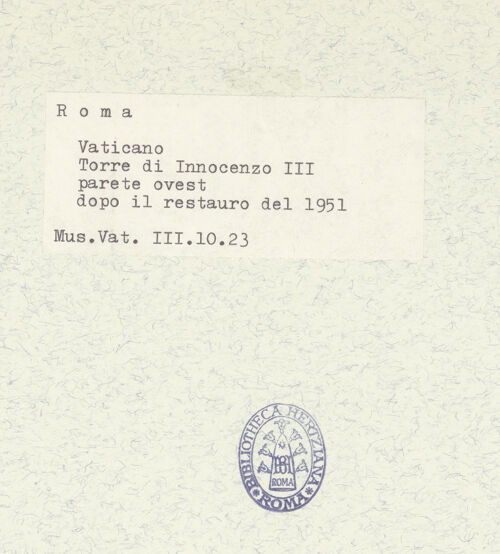 Roma
Vaticano
Torre di Innocenzo III
parete ovest
dopo il restauro del 1951
Mus.Vat. III.10.23
BIBLIOTHECA HERTZIANA
ROMA
* ROMA *